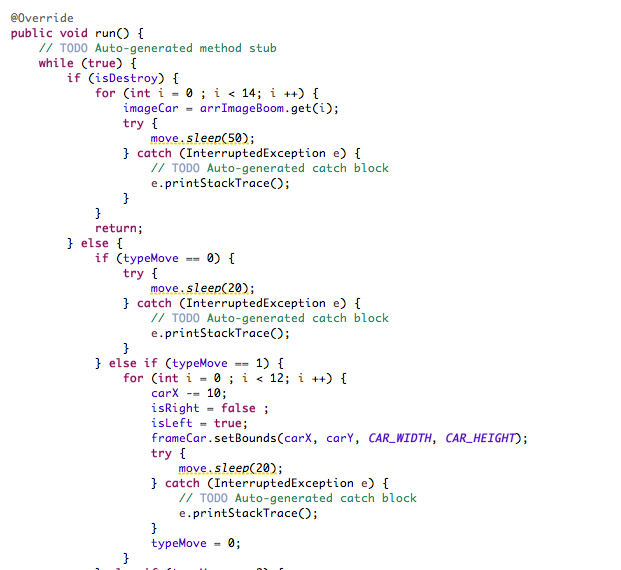 @Override
public void run() {
    // TODO Auto-generated method stub
    while (true) {
        if (isDestroy) {
            for (int i = 0 ; i < 14; i ++) {
                imageCar = arrImageBoom.get(i);
                try {
                    move.sleep(50);
                } catch (InterruptedException e) {
                    // TODO Auto-generated catch block
                    e.printStackTrace();
                }
            }
            return;
        } else {
            if (typeMove == 0) {
                try {
                    move.sleep(20);
                } catch (InterruptedException e) {
                    // TODO Auto-generated catch block
                    e.printStackTrace();
                }
            } else if (typeMove == 1) {
                for (int i = 0 ; i < 12; i ++) {
                    carX -= 10;
                    isRight = false ;
                    isLeft = true;
                    frameCar.setBounds(carX, carY, CAR_WIDTH, CAR_HEIGHT);
                    try {
                        move.sleep(20);
                    } catch (InterruptedException e) {
                        // TODO Auto-generated catch block
                        e.printStackTrace();
                    }
                    typeMove = 0;
                }